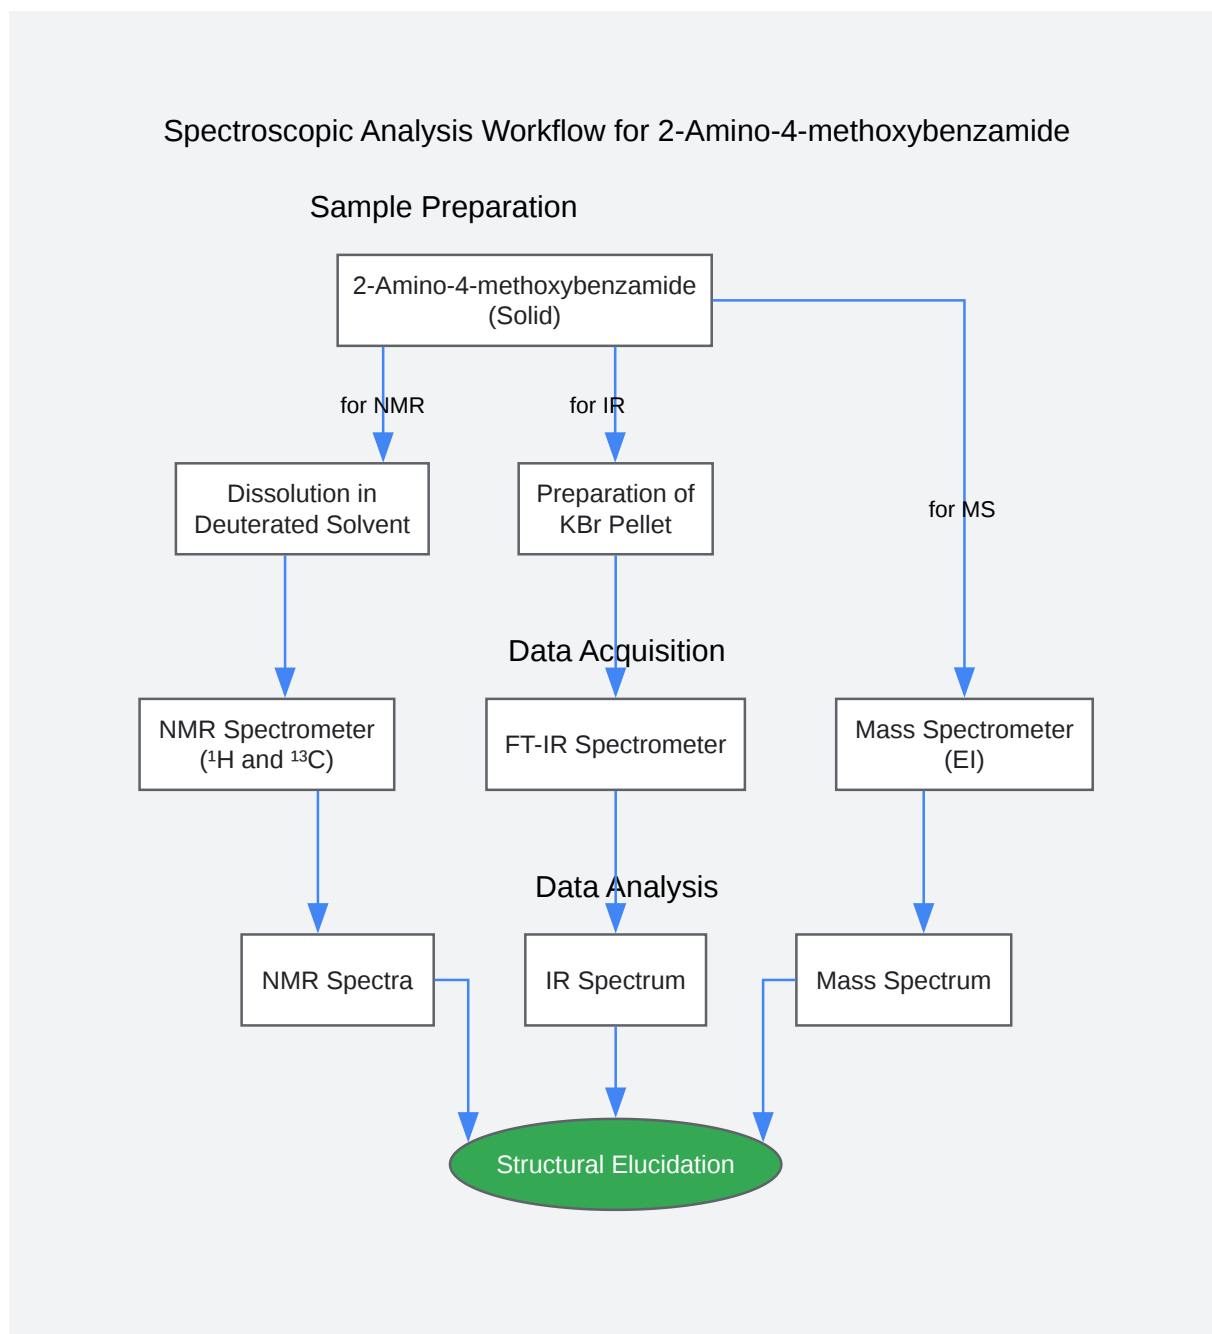 Spectroscopic Analysis Workflow for 2-Amino-4-methoxybenzamide
Sample Preparation
2-Amino-4-methoxybenzamide
(Solid)
for NMR
for IR
for MS
Dissolution in
Deuterated Solvent
Preparation of
KBr Pellet
Data Acquisition
NMR Spectrometer
(¹H and ¹³C)
FT-IR Spectrometer
Mass Spectrometer
(EI)
Data Analysis
NMR Spectra
IR Spectrum
Mass Spectrum
Structural Elucidation